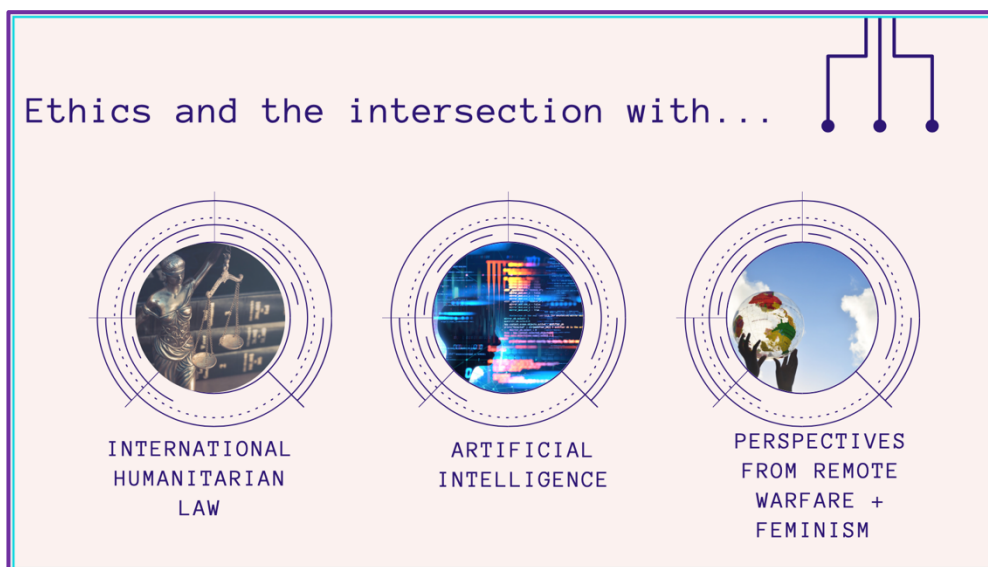 Ethics and the intersection with...
INTERNATIONAL
HUMANITARIAN
LAW
ARTIFICIAL
INTELLIGENCE
PERSPECTIVES
FROM REMOTE
WARFARE +
FEMINISM